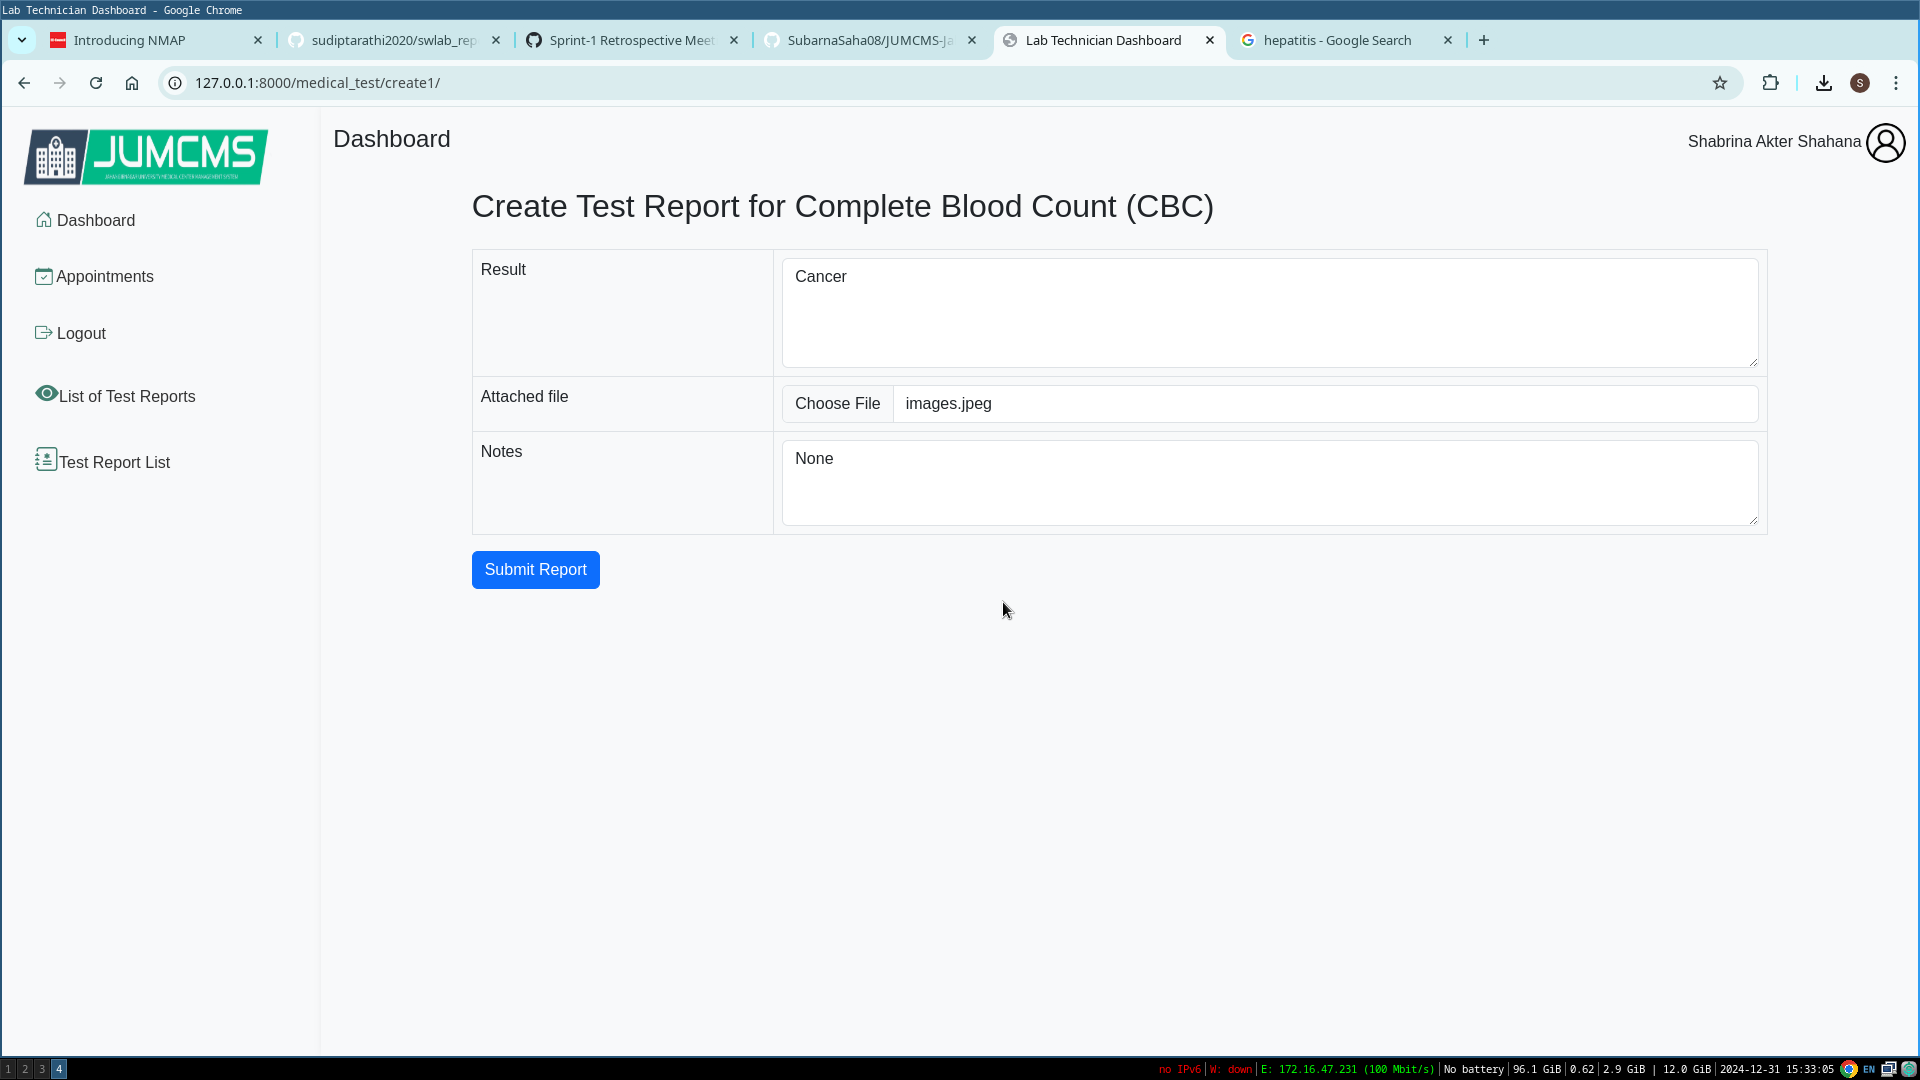 Lab Technician Dashboard - Google Chrome
Introducing NMAP
sudiptarathi2020/swlab_rep
Sprint-1 Retrospective Meet
SubarnaSaha08/JUMCMS-Ja
Lab Technician Dashboard
hepatitis - Google Search
127.0.0.1:8000/medical_test/create1/
S
JUMCMS
Dashboard
Shabrina Akter Shahana
Dashboard
Appointments
Logout
List of Test Reports
Test Report List
Create Test Report for Complete Blood Count (CBC)
Result
Cancer
Attached file
Choose File
images.jpeg
Notes
None
Submit Report
1 2 3 4
no IPv6 | W: down | E: 172.16.47.231 (100 Mbit/s) | No battery | 96.1 GiB | 0.62 | 2.9 GiB | 12.0 GiB | 2024-12-31 15:33:05
EN